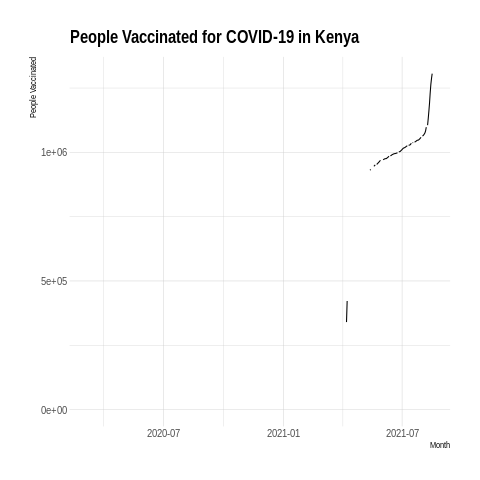 People Vaccinated for COVID-19 in Kenya
People Vaccinated
1e+06
5e+05
0e+00
2020-07 2021-01 2021-07
Month